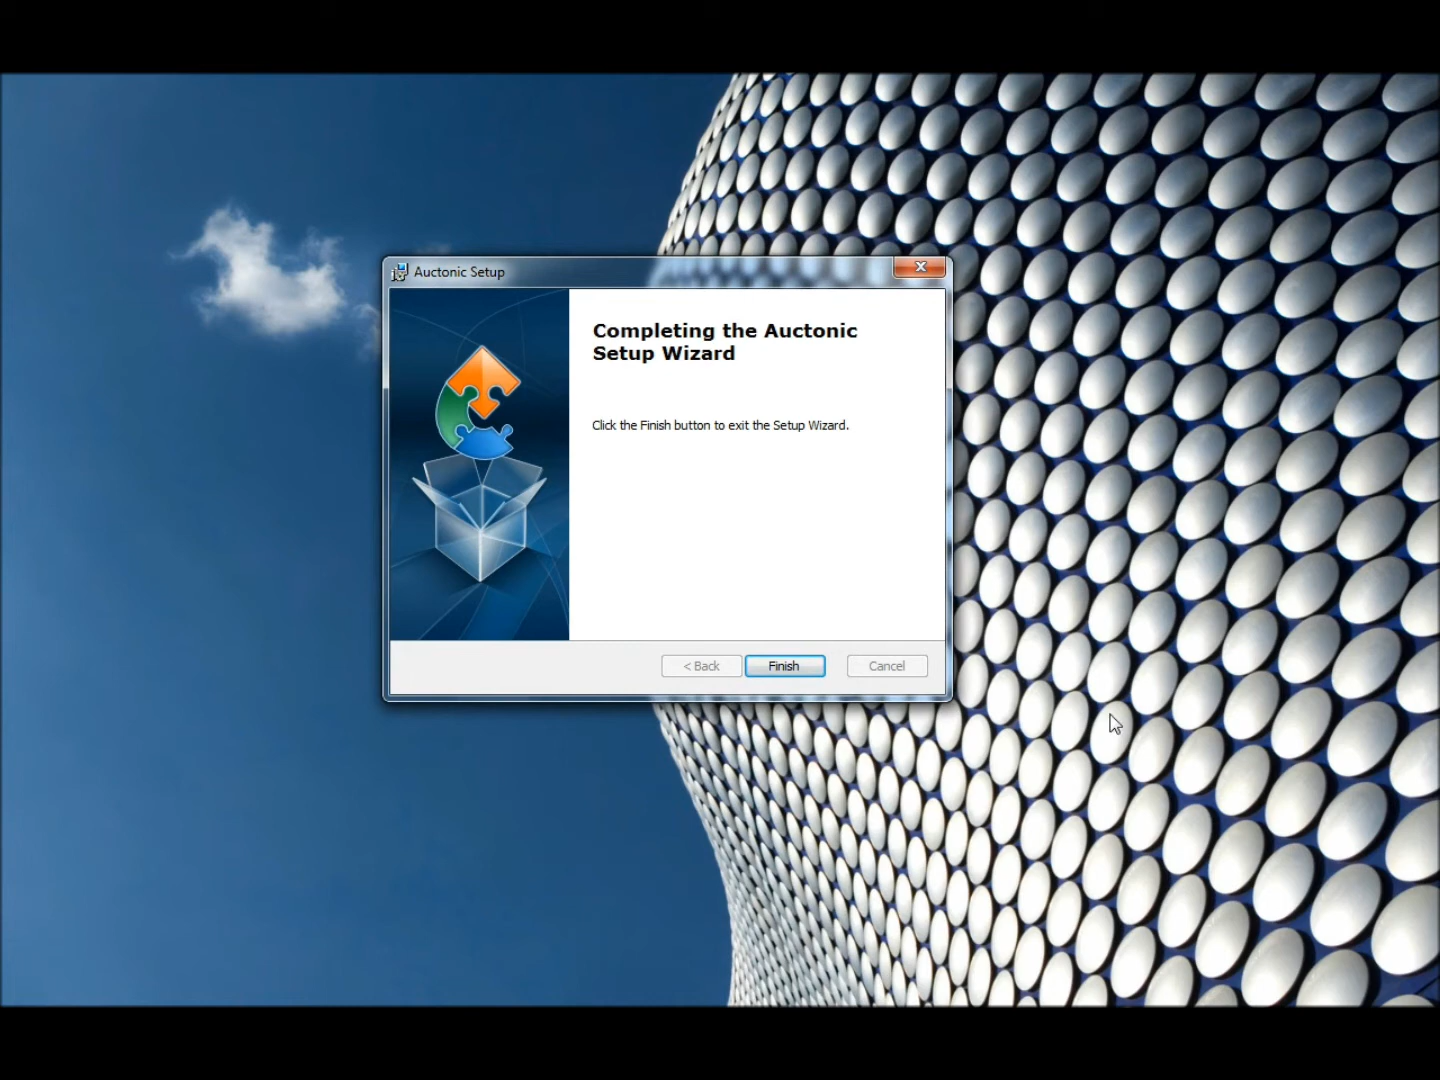 Auctonic Setup
Completing the Auctonic
Setup Wizard
Click the Finish button to exit the Setup Wizard.
< Back
Finish
Cancel